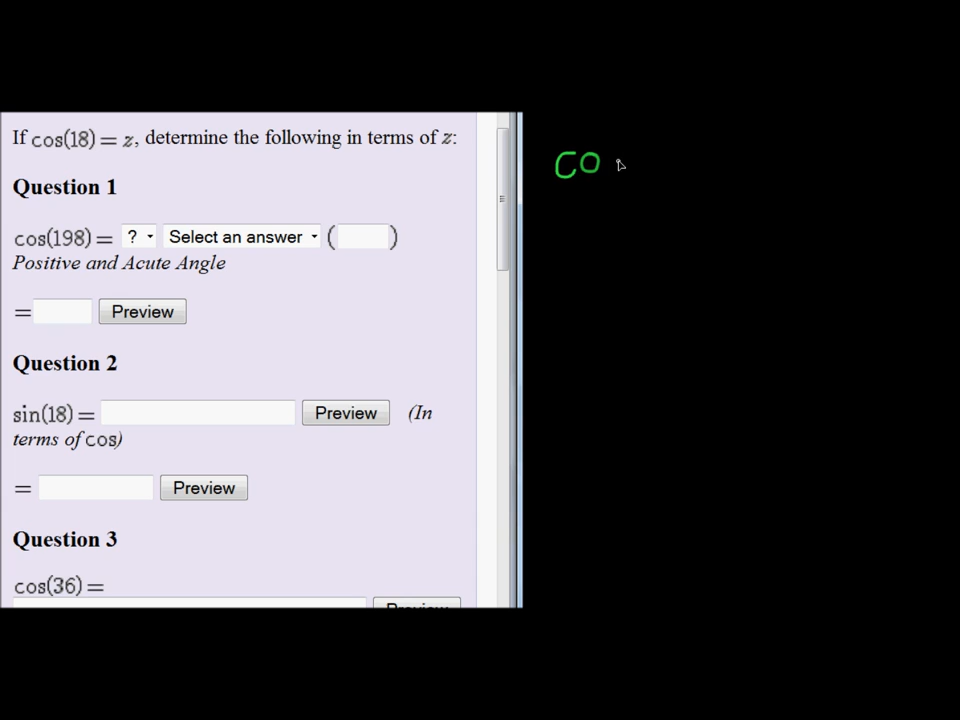 If cos(18) = z, determine the following in terms of z:
Question 1
cos(198) = ? Select an answer ( )
Positive and Acute Angle
= Preview
Question 2
sin(18) = Preview (In
terms of cos)
= Preview
Question 3
cos(36) =
Preview
co